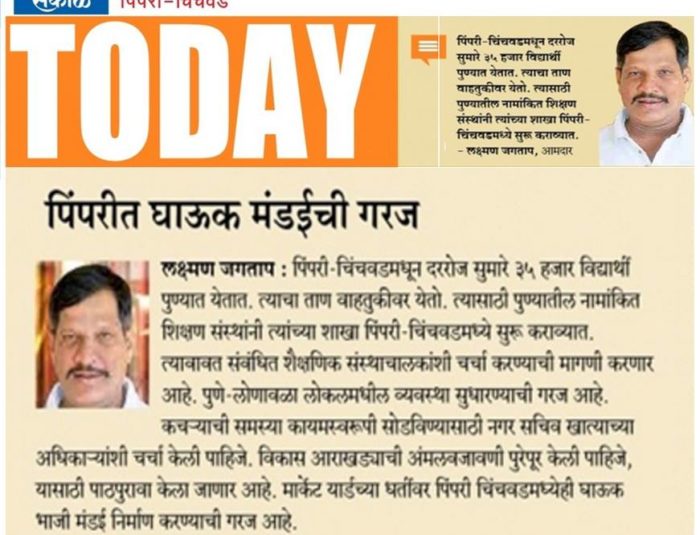 सकाळ पिंपरी-चिंचवड
TODAY
पिंपरी-चिंचवडमधून दररोज
सुमारे ३५ हजार विद्यार्थी
पुण्यात येतात. त्याचा ताण
वाहतुकीवर येतो. त्यासाठी
पुण्यातील नामांकित शिक्षण
संस्थांनी त्यांच्या शाखा पिंपरी-
चिंचवडमध्ये सुरू कराव्यात.
- लक्ष्मण जगताप, आमदार
पिंपरीत घाऊक मंडईची गरज
लक्ष्मण जगताप : पिंपरी-चिंचवडमधून दररोज सुमारे ३५ हजार विद्यार्थी
पुण्यात येतात. त्याचा ताण वाहतुकीवर येतो. त्यासाठी पुण्यातील नामांकित
शिक्षण संस्थांनी त्यांच्या शाखा पिंपरी-चिंचवडमध्ये सुरू कराव्यात.
त्याबाबत संबंधित शैक्षणिक संस्थाचालकांशी चर्चा करण्याची मागणी करणार
आहे. पुणे-लोणावळा लोकलमधील व्यवस्था सुधारण्याची गरज आहे.
कचऱ्याची समस्या कायमस्वरूपी सोडविण्यासाठी नगर सचिव खात्याच्या
अधिकाऱ्यांशी चर्चा केली पाहिजे. विकास आराखड्याची अंमलबजावणी पुरेपूर केली पाहिजे,
यासाठी पाठपुरावा केला जाणार आहे. मार्केट यार्डच्या धर्तीवर पिंपरी चिंचवडमध्येही घाऊक
भाजी मंडई निर्माण करण्याची गरज आहे.